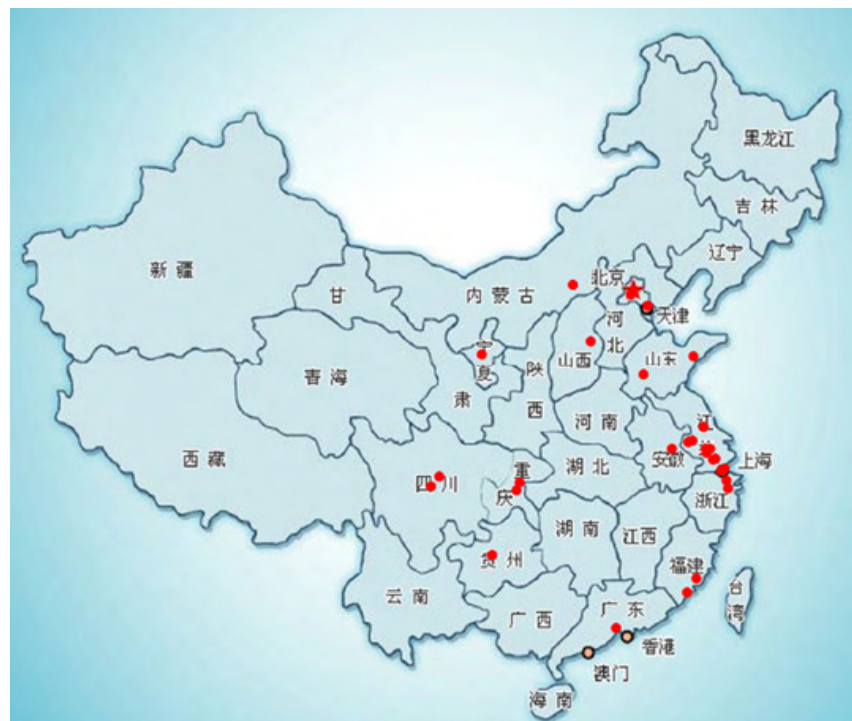 黑龙江
吉林
辽宁
新疆
甘
内蒙古
北京
天津
河
北
宁
夏
陕
西
山西
山东
青海
肃
河南
江
苏
西藏
四川
重
庆
湖北
安徽
上海
浙江
湖南
江西
贵州
福建
云南
广西
广东
台
湾
香港
澳门
海南